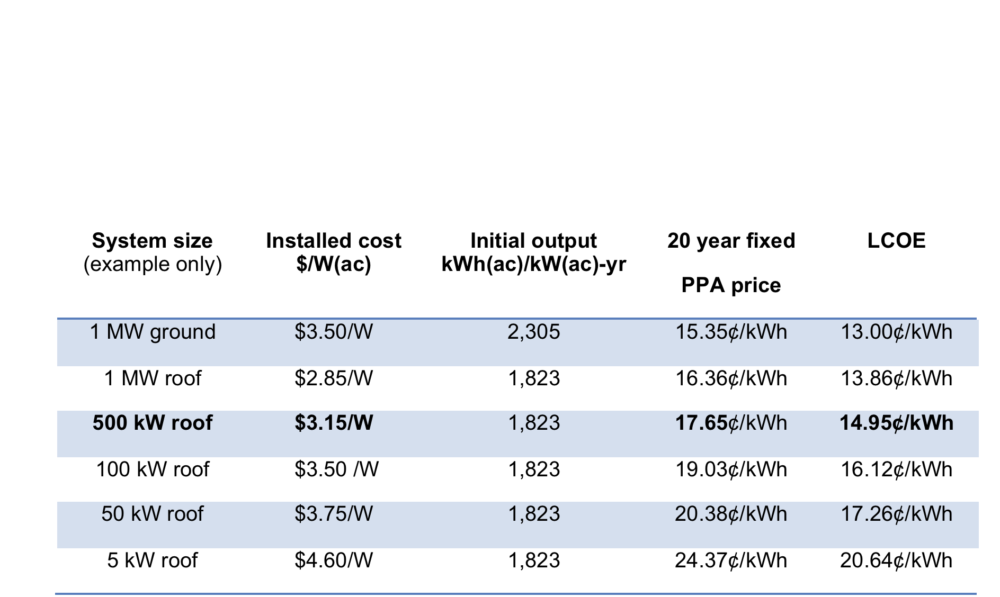 System size Installed cost Initial output 20 year fixed LCOE
(example only) $/W(ac) kWh(ac)/kW(ac)-yr
PPA price
1 MW ground $3.50/W 2,305 15.35¢/kWh 13.00¢/kWh
1 MW roof $2.85/W 1,823 16.36¢/kWh 13.86¢/kWh
500 kW roof $3.15/W 1,823 17.65¢/kWh 14.95¢/kWh
100 kW roof $3.50 /W 1,823 19.03¢/kWh 16.12¢/kWh
50 kW roof $3.75/W 1,823 20.38¢/kWh 17.26¢/kWh
5 kW roof $4.60/W 1,823 24.37¢/kWh 20.64¢/kWh